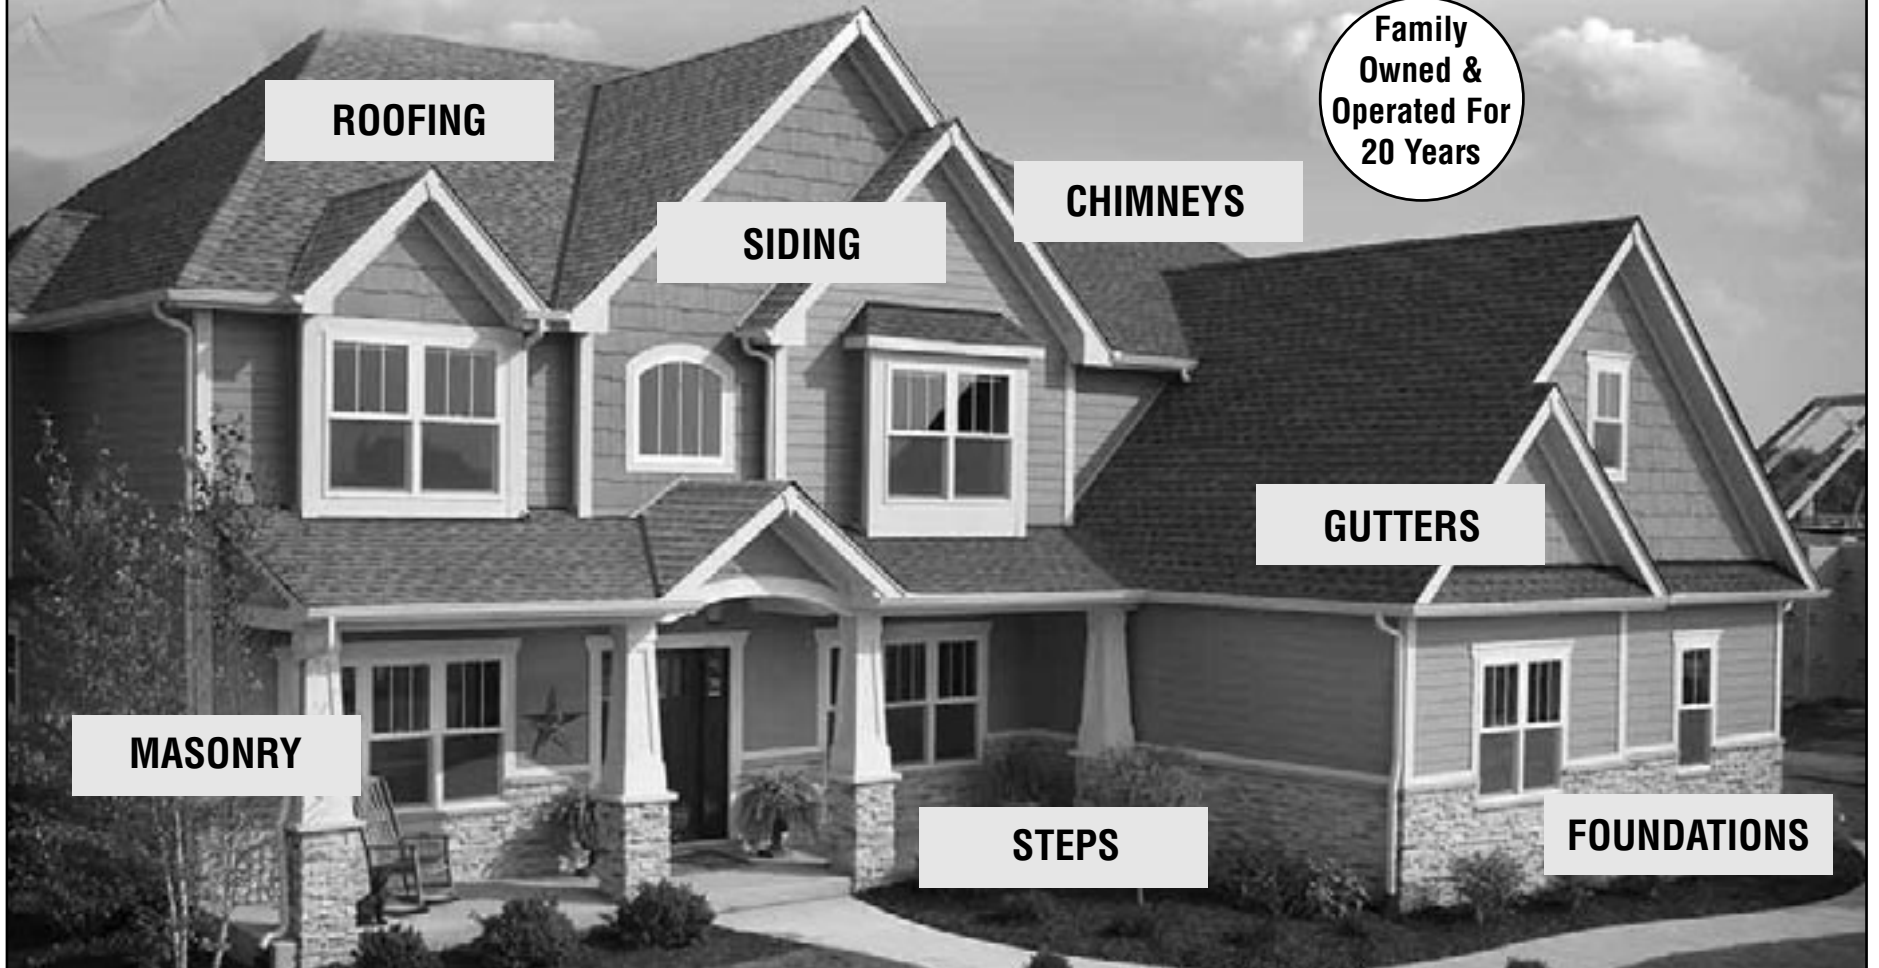 Family
Owned &
Operated For
20 Years
ROOFING
CHIMNEYS
SIDING
GUTTERS
MASONRY
STEPS
FOUNDATIONS